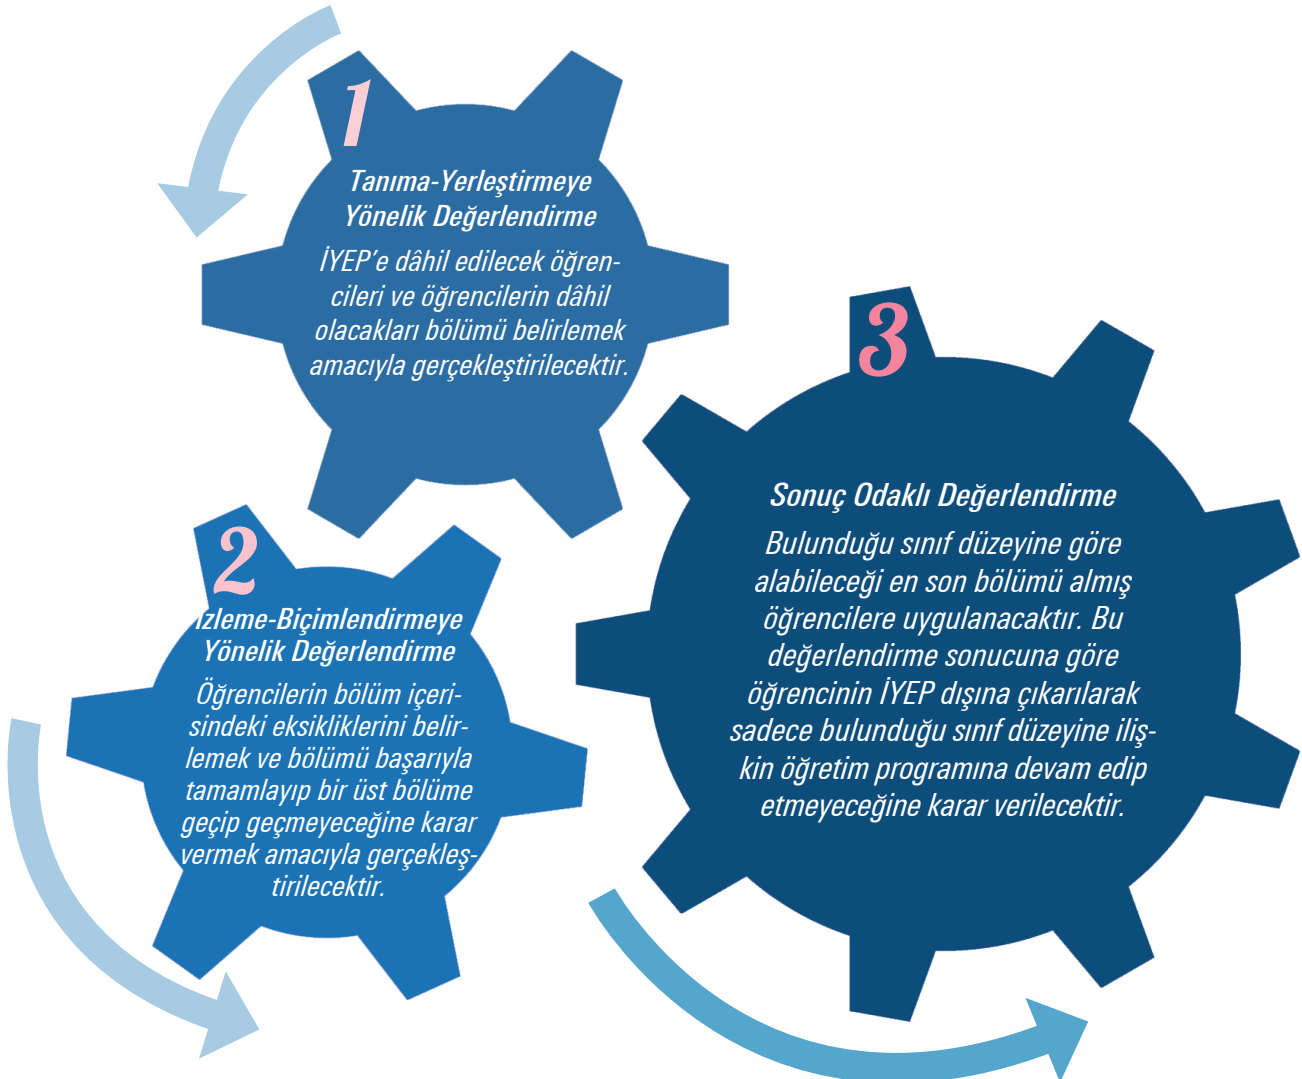 1
Tanıma-Yerleştirmeye
Yönelik Değerlendirme
İYEP’e dâhil edilecek öğren-
cileri ve öğrencilerin dâhil
olacakları bölümü belirlemek
amacıyla gerçekleştirilecektir.
2
İzleme-Biçimlendirmeye
Yönelik Değerlendirme
Öğrencilerin bölüm içeri-
sindeki eksikliklerini belir-
lemek ve bölümü başarıyla
tamamlayıp bir üst bölüme
geçip geçmeyeceğine karar
vermek amacıyla gerçekleş-
tirilecektir.
3
Sonuç Odaklı Değerlendirme
Bulunduğu sınıf düzeyine göre
alabileceği en son bölümü almış
öğrencilere uygulanacaktır. Bu
değerlendirme sonucuna göre
öğrencinin İYEP dışına çıkarılarak
sadece bulunduğu sınıf düzeyine iliş-
kin öğretim programına devam edip
etmeyeceğine karar verilecektir.